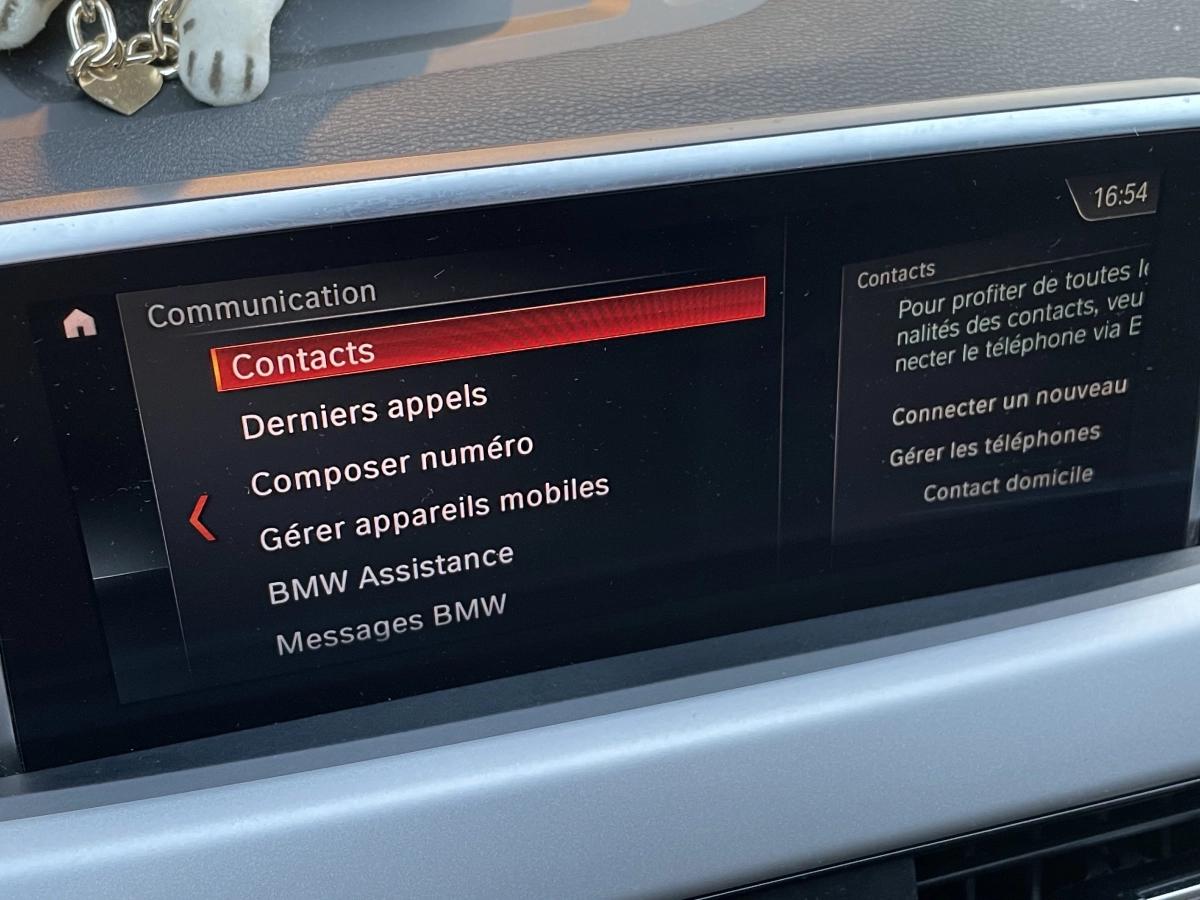 16:54
Communication
Contacts
Derniers appels
Composer numéro
Gérer appareils mobiles
BMW Assistance
Messages BMW
Contacts
Pour profiter de toutes
nalités des contacts, veu
necter le téléphone via
Connecter un nouveau
Gérer les téléphones
Contact domicile